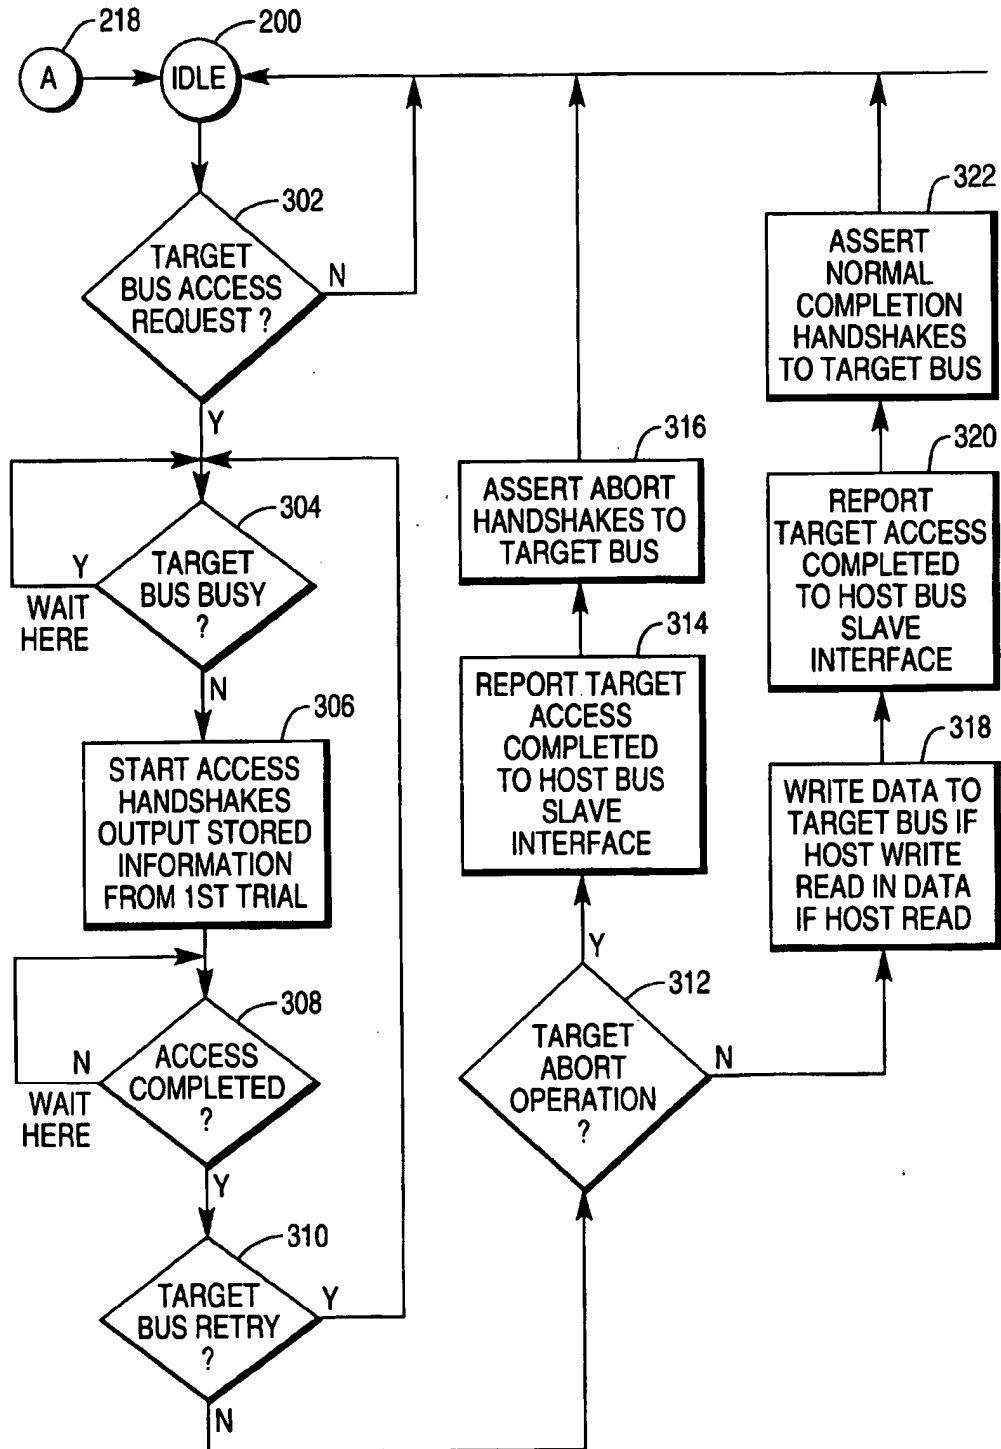 218
200
A
IDLE
302
TARGET
BUS ACCESS
REQUEST ?
N
Y
304
TARGET
BUS BUSY
?
Y
WAIT
HERE
N
306
START ACCESS
HANDSHAKES
OUTPUT STORED
INFORMATION
FROM 1ST TRIAL
308
ACCESS
COMPLETED
?
N
WAIT
HERE
Y
310
TARGET
BUS RETRY
?
Y
N
312
TARGET
ABORT
OPERATION
?
Y
N
314
REPORT TARGET
ACCESS
COMPLETED
TO HOST BUS
SLAVE
INTERFACE
316
ASSERT ABORT
HANDSHAKES TO
TARGET BUS
318
WRITE DATA TO
TARGET BUS IF
HOST WRITE
READ IN DATA
IF HOST READ
320
REPORT
TARGET ACCESS
COMPLETED
TO HOST BUS
SLAVE
INTERFACE
322
ASSERT
NORMAL
COMPLETION
HANDSHAKES
TO TARGET BUS